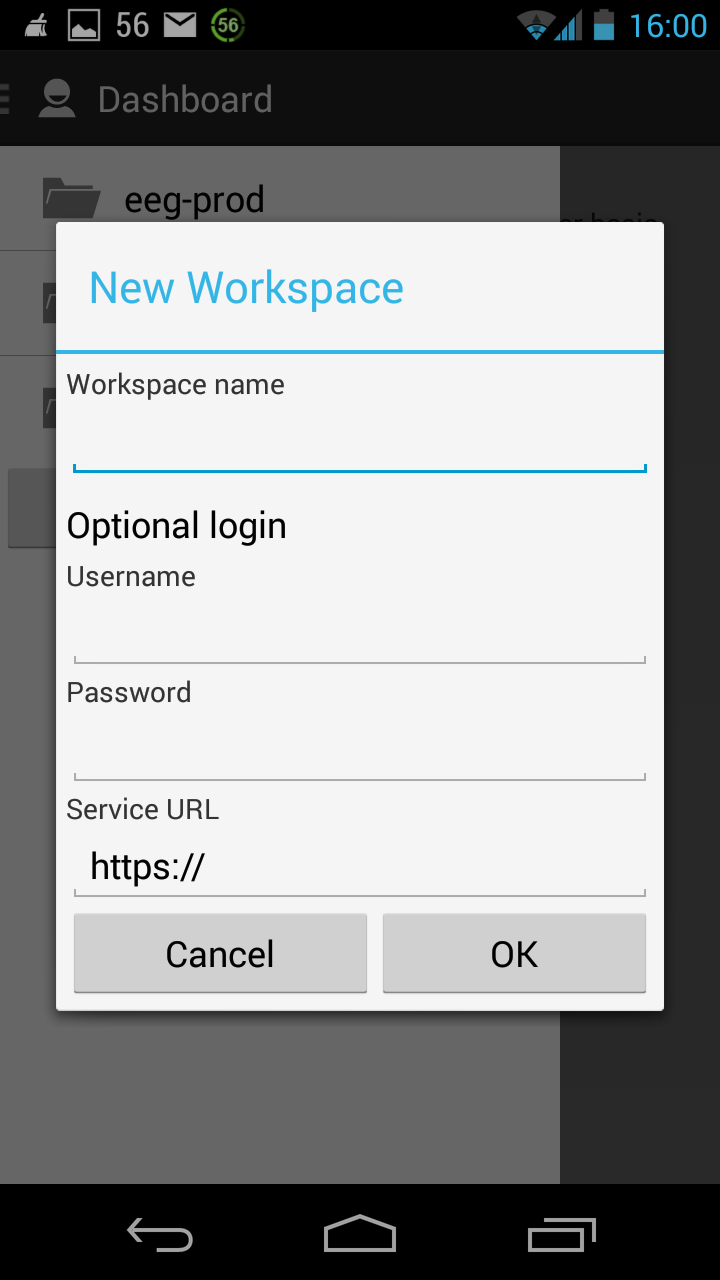 56 56 16:00
Dashboard
eeg-prod
New Workspace
Workspace name
Optional login
Username
Password
Service URL
https://
Cancel OK